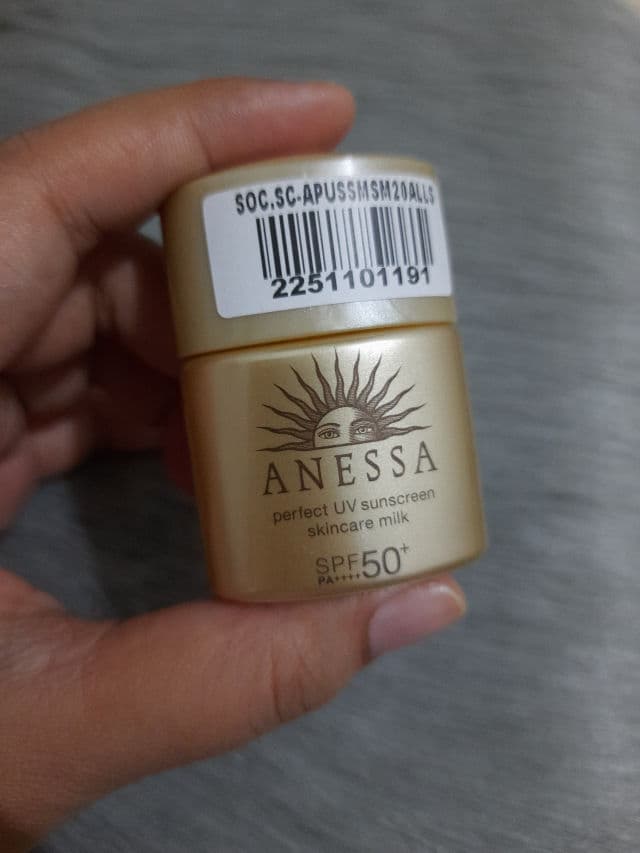 SOC.SC-APUSSMSM20ALLS
2251101191
ANESSA
perfect UV sunscreen
skincare milk
SPF50+
PA++++